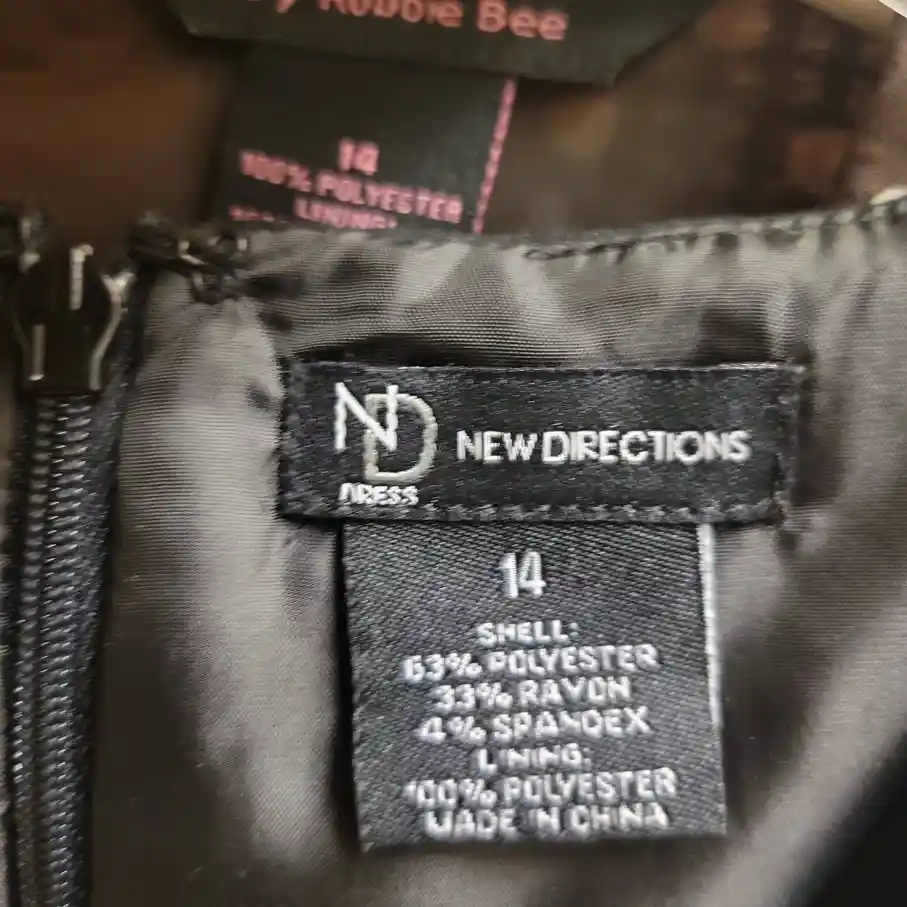 by Robbie Bee
14
100% POLYESTER
LINING:
ND
DRESS
NEW DIRECTIONS
14
SHELL:
63% POLYESTER
33% RAYON
4% SPANDEX
LINING:
100% POLYESTER
MADE IN CHINA